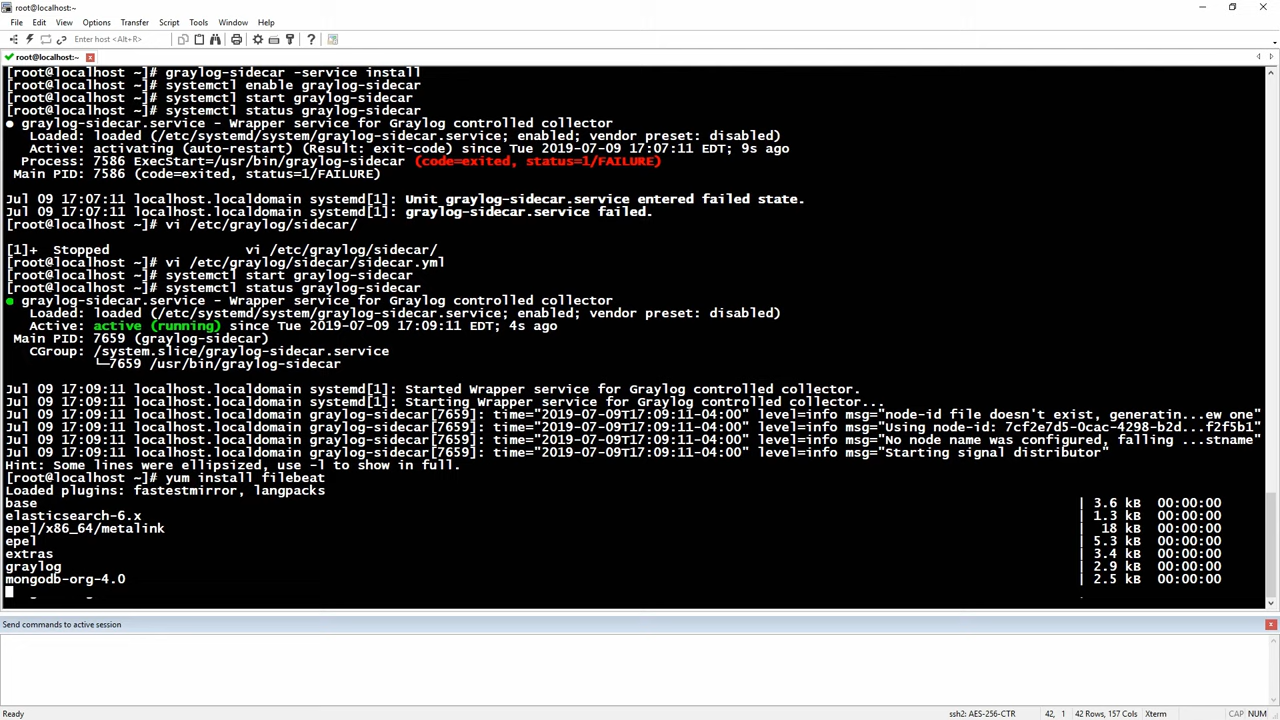 root@localhost:~
File Edit View Options Transfer Script Tools Window Help
Enter host <Alt+R>
root@localhost:~
[root@localhost ~]# graylog-sidecar -service install
[root@localhost ~]# systemctl enable graylog-sidecar
[root@localhost ~]# systemctl start graylog-sidecar
[root@localhost ~]# systemctl status graylog-sidecar
● graylog-sidecar.service - Wrapper service for Graylog controlled collector
Loaded: loaded (/etc/systemd/system/graylog-sidecar.service; enabled; vendor preset: disabled)
Active: activating (auto-restart) (Result: exit-code) since Tue 2019-07-09 17:07:11 EDT; 9s ago
Process: 7586 ExecStart=/usr/bin/graylog-sidecar (code=exited, status=1/FAILURE)
Main PID: 7586 (code=exited, status=1/FAILURE)
Jul 09 17:07:11 localhost.localdomain systemd[1]: Unit graylog-sidecar.service entered failed state.
Jul 09 17:07:11 localhost.localdomain systemd[1]: graylog-sidecar.service failed.
[root@localhost ~]# vi /etc/graylog/sidecar/
[1]+ Stopped vi /etc/graylog/sidecar/
[root@localhost ~]# vi /etc/graylog/sidecar/sidecar.yml
[root@localhost ~]# systemctl start graylog-sidecar
[root@localhost ~]# systemctl status graylog-sidecar
● graylog-sidecar.service - Wrapper service for Graylog controlled collector
Loaded: loaded (/etc/systemd/system/graylog-sidecar.service; enabled; vendor preset: disabled)
Active: active (running) since Tue 2019-07-09 17:09:11 EDT; 4s ago
Main PID: 7659 (graylog-sidecar)
CGroup: /system.slice/graylog-sidecar.service
└─7659 /usr/bin/graylog-sidecar
Jul 09 17:09:11 localhost.localdomain systemd[1]: Started Wrapper service for Graylog controlled collector.
Jul 09 17:09:11 localhost.localdomain systemd[1]: Starting Wrapper service for Graylog controlled collector...
Jul 09 17:09:11 localhost.localdomain graylog-sidecar[7659]: time="2019-07-09T17:09:11-04:00" level=info msg="node-id file doesn't exist, generatin...ew one"
Jul 09 17:09:11 localhost.localdomain graylog-sidecar[7659]: time="2019-07-09T17:09:11-04:00" level=info msg="Using node-id: 7cf2e7d5-0cac-4298-b2d...f2f5b1"
Jul 09 17:09:11 localhost.localdomain graylog-sidecar[7659]: time="2019-07-09T17:09:11-04:00" level=info msg="No node name was configured, falling ...stname"
Jul 09 17:09:11 localhost.localdomain graylog-sidecar[7659]: time="2019-07-09T17:09:11-04:00" level=info msg="Starting signal distributor"
Hint: Some lines were ellipsized, use -l to show in full.
[root@localhost ~]# yum install filebeat
Loaded plugins: fastestmirror, langpacks
base | 3.6 kB 00:00:00
elasticsearch-6.x | 1.3 kB 00:00:00
epel/x86_64/metalink | 18 kB 00:00:00
epel | 5.3 kB 00:00:00
extras | 3.4 kB 00:00:00
graylog | 2.9 kB 00:00:00
mongodb-org-4.0 | 2.5 kB 00:00:00
Send commands to active session
Ready ssh2: AES-256-CTR 42, 1 42 Rows, 157 Cols Xterm CAP NUM